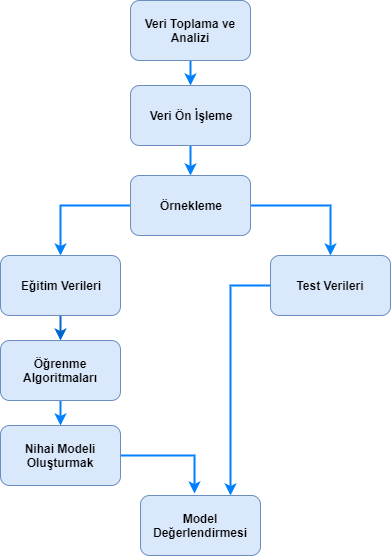 Veri Toplama ve
Analizi
Veri Ön İşleme
Örnekleme
Eğitim Verileri
Test Verileri
Öğrenme
Algoritmaları
Nihai Modeli
Oluşturmak
Model
Değerlendirmesi